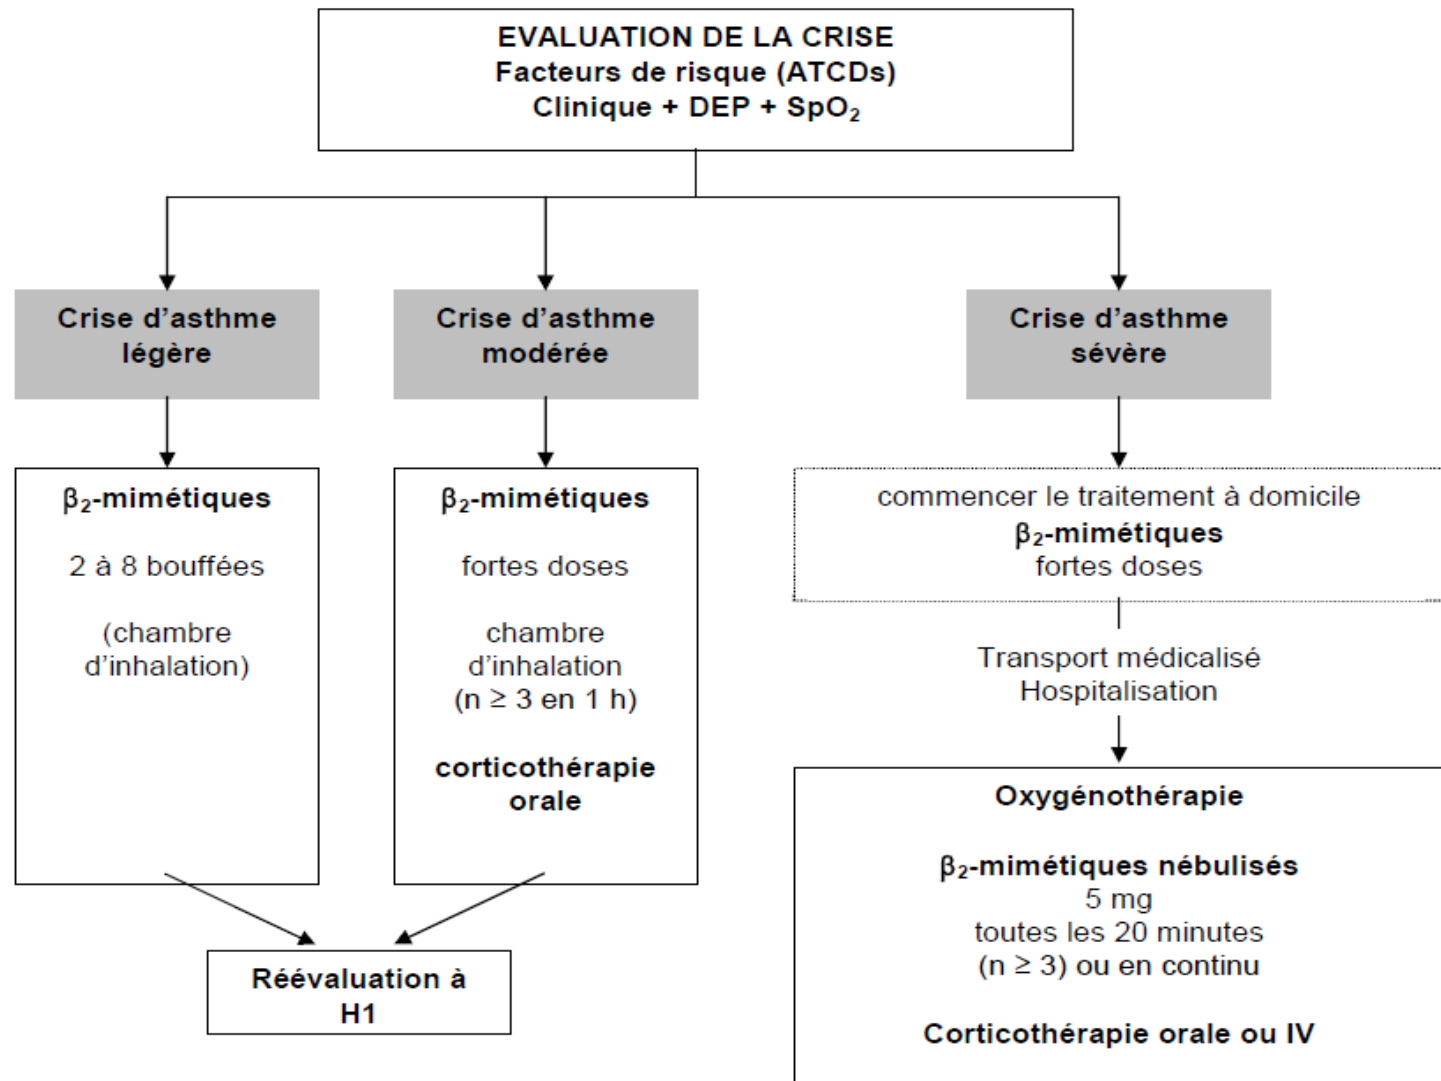 EVALUATION DE LA CRISE
Facteurs de risque (ATCDs)
Clinique + DEP + SpO₂
Crise d’asthme
légère
Crise d’asthme
modérée
Crise d’asthme
sévère
β₂-mimétiques
2 à 8 bouffées
(chambre
d’inhalation)
β₂-mimétiques
fortes doses
chambre
d’inhalation
(n ≥ 3 en 1 h)
corticothérapie
orale
commencer le traitement à domicile
β₂-mimétiques
fortes doses
Transport médicalisé
Hospitalisation
Oxygénothérapie
β₂-mimétiques nébulisés
5 mg
toutes les 20 minutes
(n ≥ 3) ou en continu
Corticothérapie orale ou IV
Réévaluation à
H1